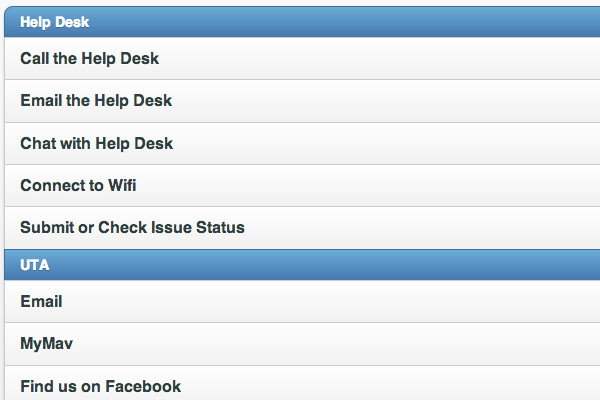 Help Desk
Call the Help Desk
Email the Help Desk
Chat with Help Desk
Connect to Wifi
Submit or Check Issue Status
UTA
Email
MyMav
Find us on Facebook